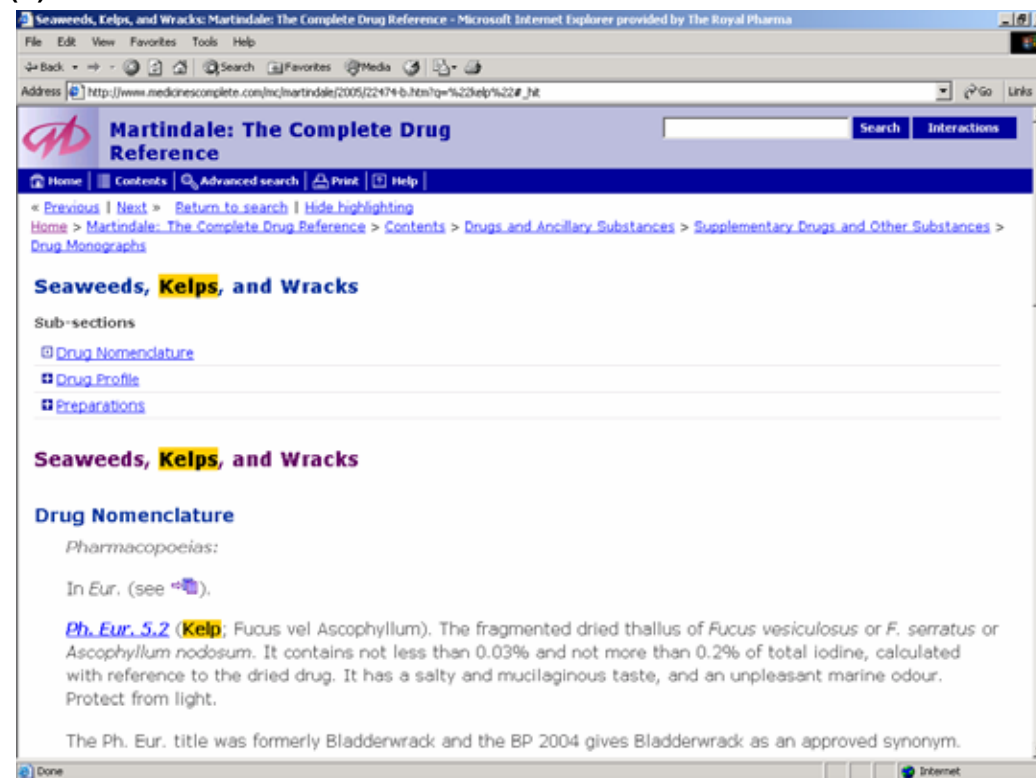 Seaweeds, Kelps, and Wracks: Martindale: The Complete Drug Reference - Microsoft Internet Explorer provided by The Royal Pharma
File Edit View Favorites Tools Help
Back Search Favorites Media
Address http://www.medicinescomplete.com/mc/martindale/2005/22474-b.htm?q=%22kelp%22#_hit Go Links
Martindale: The Complete Drug
Reference
Search Interactions
Home | Contents | Advanced search | Print | Help |
« Previous | Next » Return to search | Hide highlighting
Home > Martindale: The Complete Drug Reference > Contents > Drugs and Ancillary Substances > Supplementary Drugs and Other Substances >
Drug Monographs
Seaweeds, Kelps, and Wracks
Sub-sections
Drug Nomenclature
Drug Profile
Preparations
Seaweeds, Kelps, and Wracks
Drug Nomenclature
Pharmacopoeias:
In Eur. (see ).
Ph. Eur. 5.2 (Kelp; Fucus vel Ascophyllum). The fragmented dried thallus of Fucus vesiculosus or F. serratus or
Ascophyllum nodosum. It contains not less than 0.03% and not more than 0.2% of total iodine, calculated
with reference to the dried drug. It has a salty and mucilaginous taste, and an unpleasant marine odour.
Protect from light.
The Ph. Eur. title was formerly Bladderwrack and the BP 2004 gives Bladderwrack as an approved synonym.
Done Internet